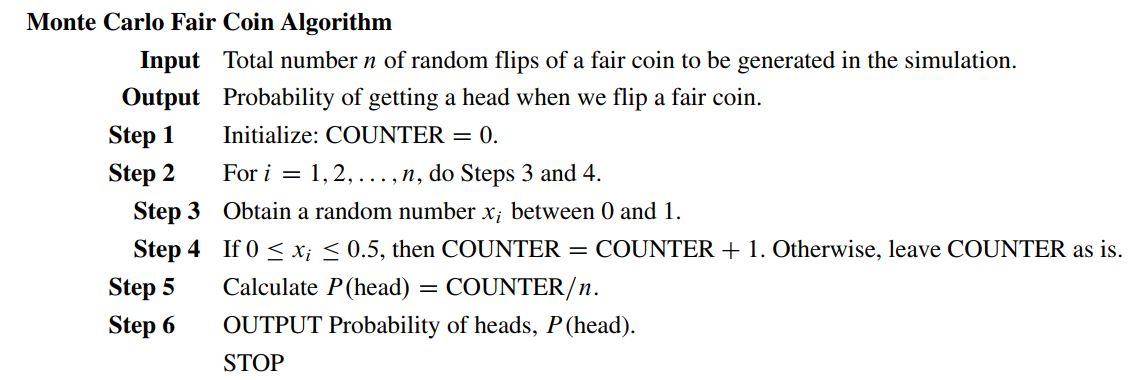 Monte Carlo Fair Coin Algorithm
Input Total number n of random flips of a fair coin to be generated in the simulation.
Output Probability of getting a head when we flip a fair coin.
Step 1 Initialize: COUNTER = 0.
Step 2 For i = 1, 2, . . . , n, do Steps 3 and 4.
Step 3 Obtain a random number xᵢ between 0 and 1.
Step 4 If 0 ≤ xᵢ ≤ 0.5, then COUNTER = COUNTER + 1. Otherwise, leave COUNTER as is.
Step 5 Calculate P(head) = COUNTER/n.
Step 6 OUTPUT Probability of heads, P(head).
STOP